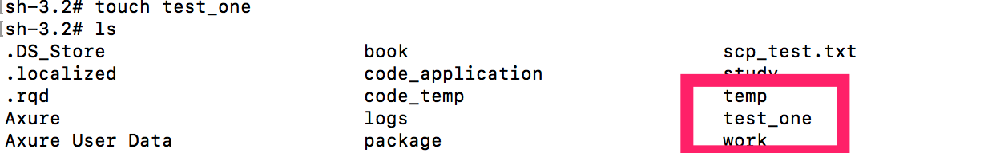 sh-3.2# touch test_one
sh-3.2# ls
.DS_Store book scp_test.txt
.localized code_application study
.rqd code_temp temp
Axure logs test_one
Axure User Data package work